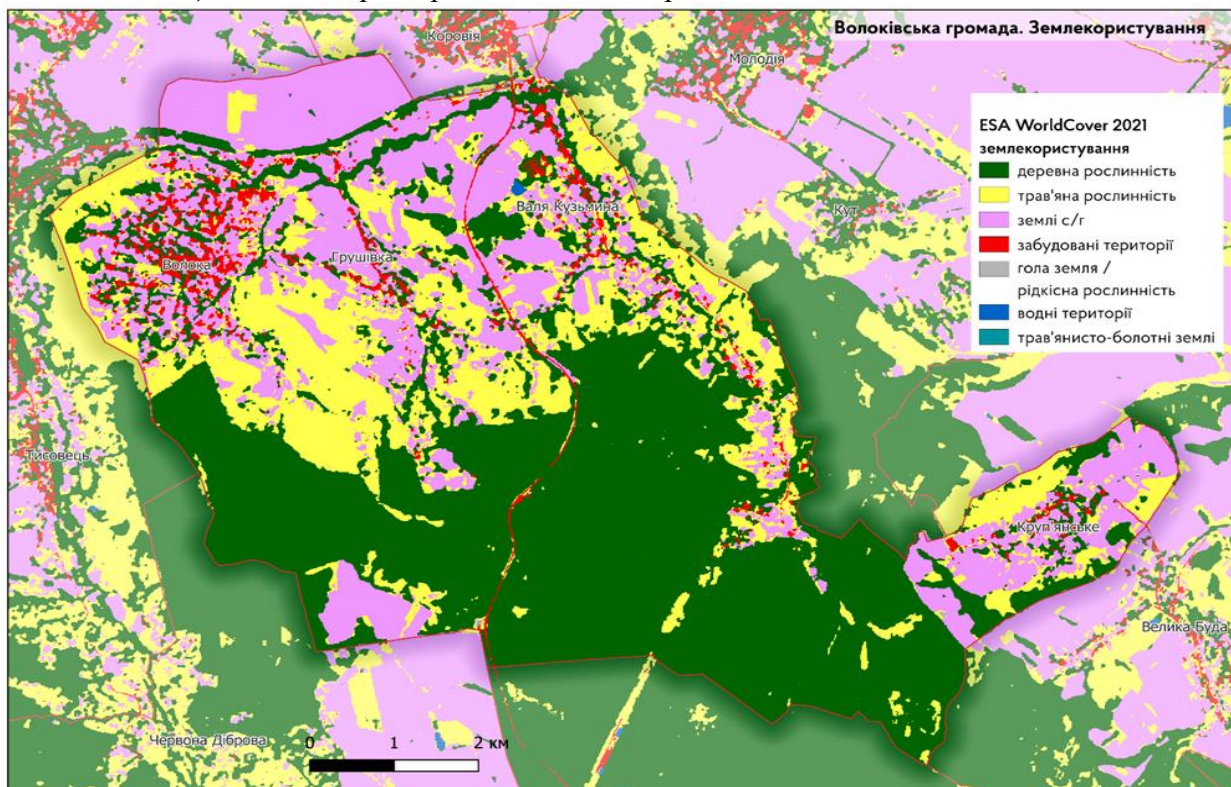 Волоківська громада. Землекористування
Коровія
Молодія
ESA WorldCover 2021
землекористування
деревна рослинність
трав'яна рослинність
землі с/г
забудовані території
гола земля /
рідкісна рослинність
водні території
трав'янисто-болотні землі
Валя Кузьмина
Кут
Грушівка
Волока
Тисовець
Круп'янське
Велика Буда
Червона Діброва
0 1 2 км